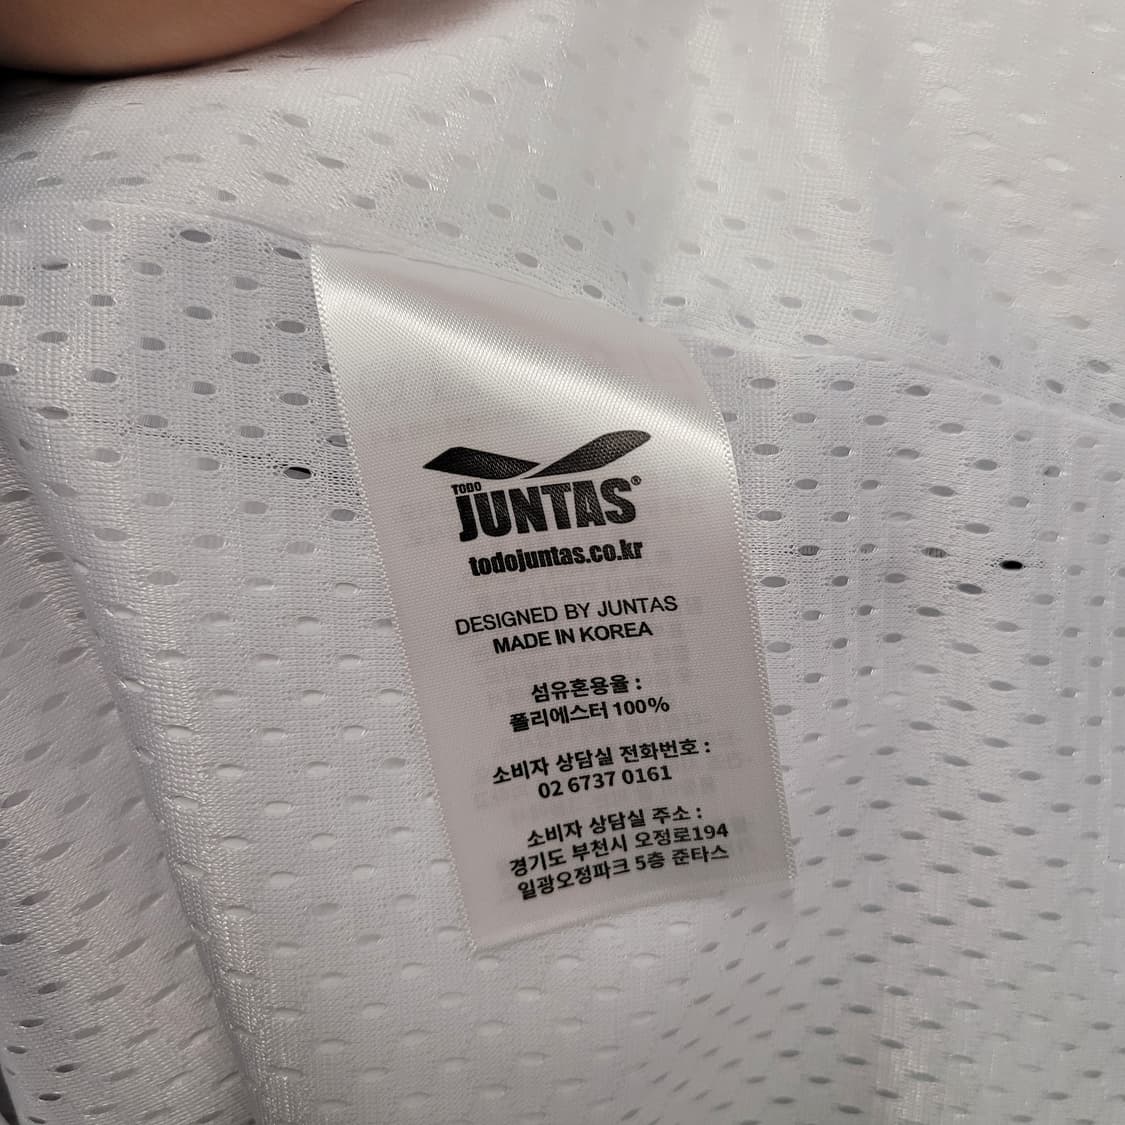 TODO
JUNTAS®
todojuntas.co.kr
DESIGNED BY JUNTAS
MADE IN KOREA
섬유혼용율 :
폴리에스터 100%
소비자 상담실 전화번호 :
02 6737 0161
소비자 상담실 주소 :
경기도 부천시 오정로194
일광오정파크 5층 준타스